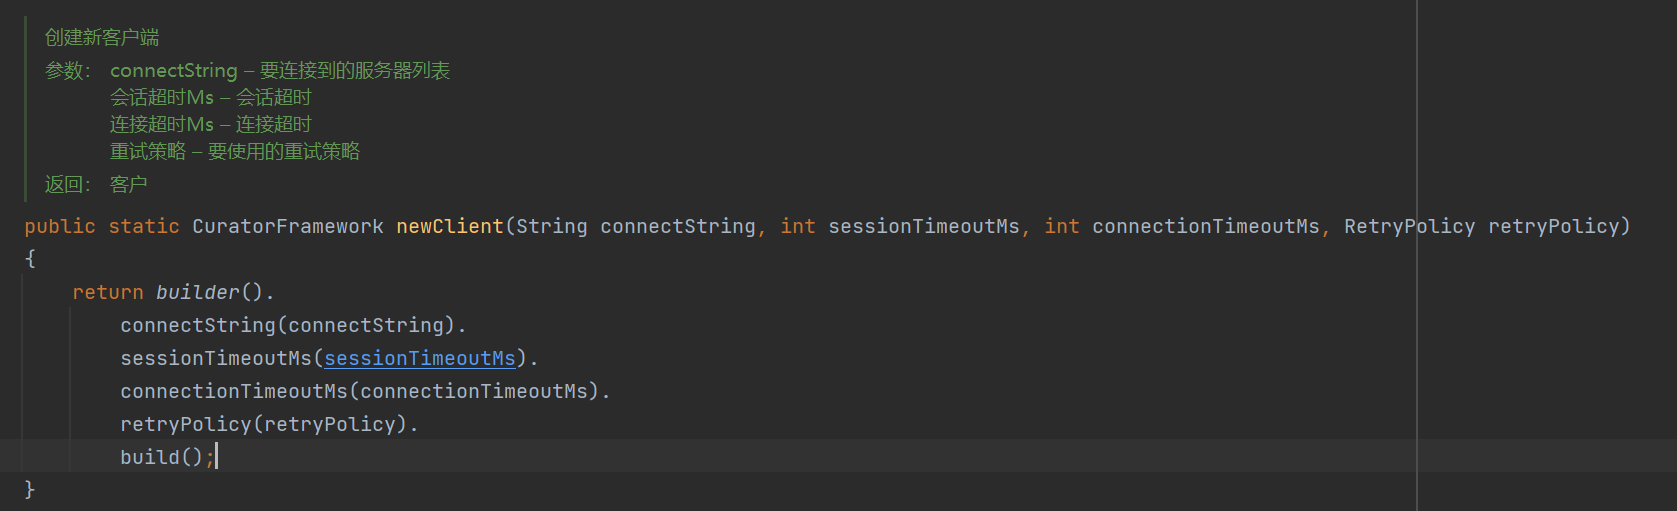 创建新客户端
参数： connectString – 要连接到的服务器列表
会话超时Ms – 会话超时
连接超时Ms – 连接超时
重试策略 – 要使用的重试策略
返回： 客户
public static CuratorFramework newClient(String connectString, int sessionTimeoutMs, int connectionTimeoutMs, RetryPolicy retryPolicy)
{
return builder().
connectString(connectString).
sessionTimeoutMs(sessionTimeoutMs).
connectionTimeoutMs(connectionTimeoutMs).
retryPolicy(retryPolicy).
build();
}